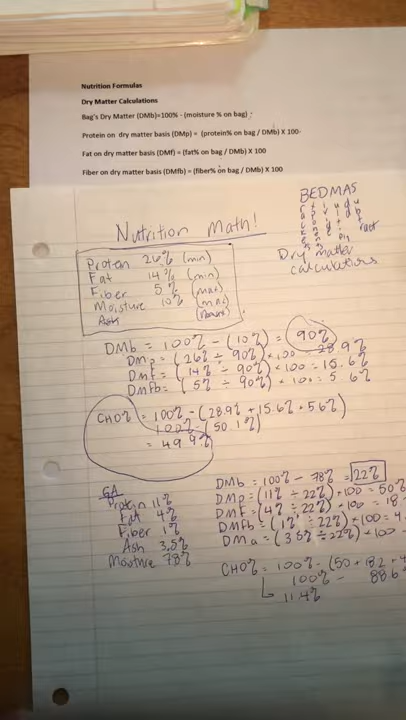 Nutrition Formulas
Dry Matter Calculations
Bag's Dry Matter (DMb)=100% - (moisture % on bag)
Protein on dry matter basis (DMp) = (protein% on bag / DMb) X 100
Fat on dry matter basis (DMf) = (fat% on bag / DMb) X 100
Fiber on dry matter basis (DMfb) = (fiber% on bag / DMb) X 100
BEDMAS
Dry matter
calculations
Nutrition Math!
Protein 26% (min)
Fat 14% (min)
Fiber 5% (max)
Moisture 10% (max)
Ash
DMb = 100% - (10%) = 90%
DMp = (26% ÷ 90%) × 100 = 28.9%
DMf = (14% ÷ 90%) × 100 = 15.6%
DMfb = (5% ÷ 90%) × 100 = 5.6%
CHO% = 100% - (28.9% + 15.6% + 5.6%)
100% - (50.1%)
= 49.9%
GA
Protein 11%
Fat 4%
Fiber 1%
Ash 3.5%
Moisture 78%
DMb = 100% - 78% = 22%
DMp = (11% ÷ 22%) × 100 = 50%
DMf = (4% ÷ 22%) × 100 = 18.
DMfb = (1% ÷ 22%) × 100 = 4.
DMa = (3.5% ÷ 22%) × 100 =
CHO% = 100% - (50 + 18.2 + 4
100% - 88.6
11.4%